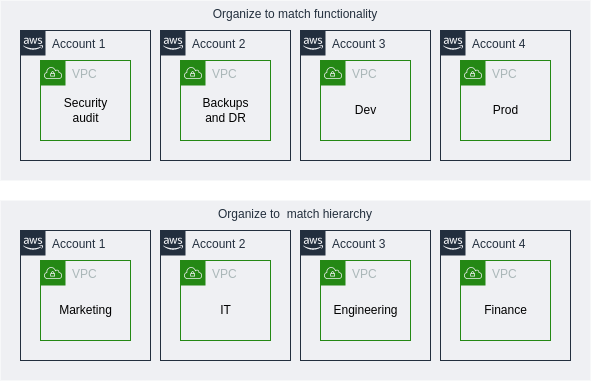 Organize to match functionality
aws Account 1
VPC
Security
audit
aws Account 2
VPC
Backups
and DR
aws Account 3
VPC
Dev
aws Account 4
VPC
Prod
Organize to  match hierarchy
aws Account 1
VPC
Marketing
aws Account 2
VPC
IT
aws Account 3
VPC
Engineering
aws Account 4
VPC
Finance